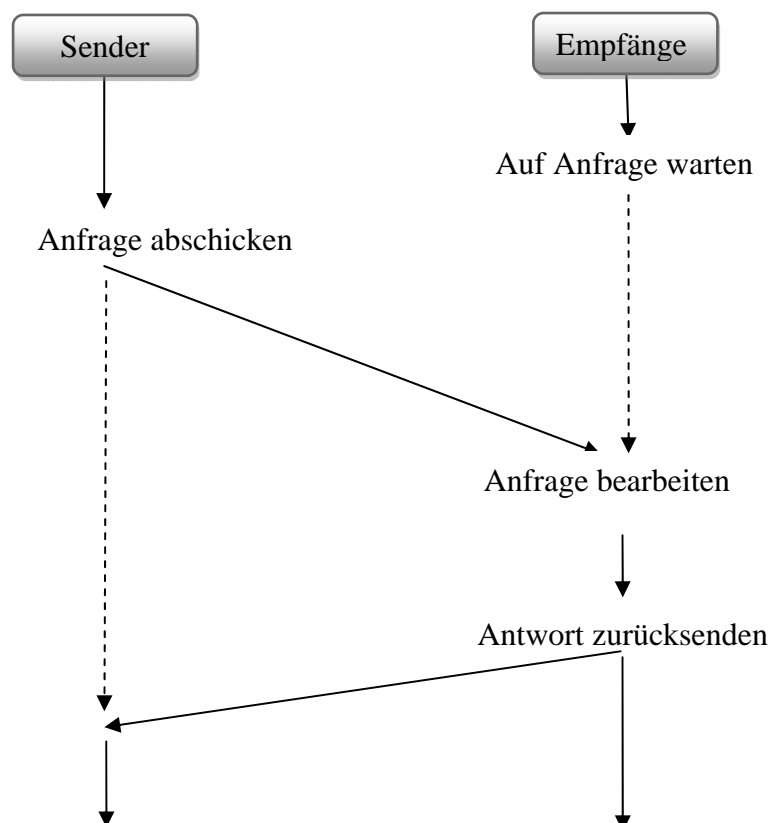 Sender
Empfänge
Auf Anfrage warten
Anfrage abschicken
Anfrage bearbeiten
Antwort zurücksenden